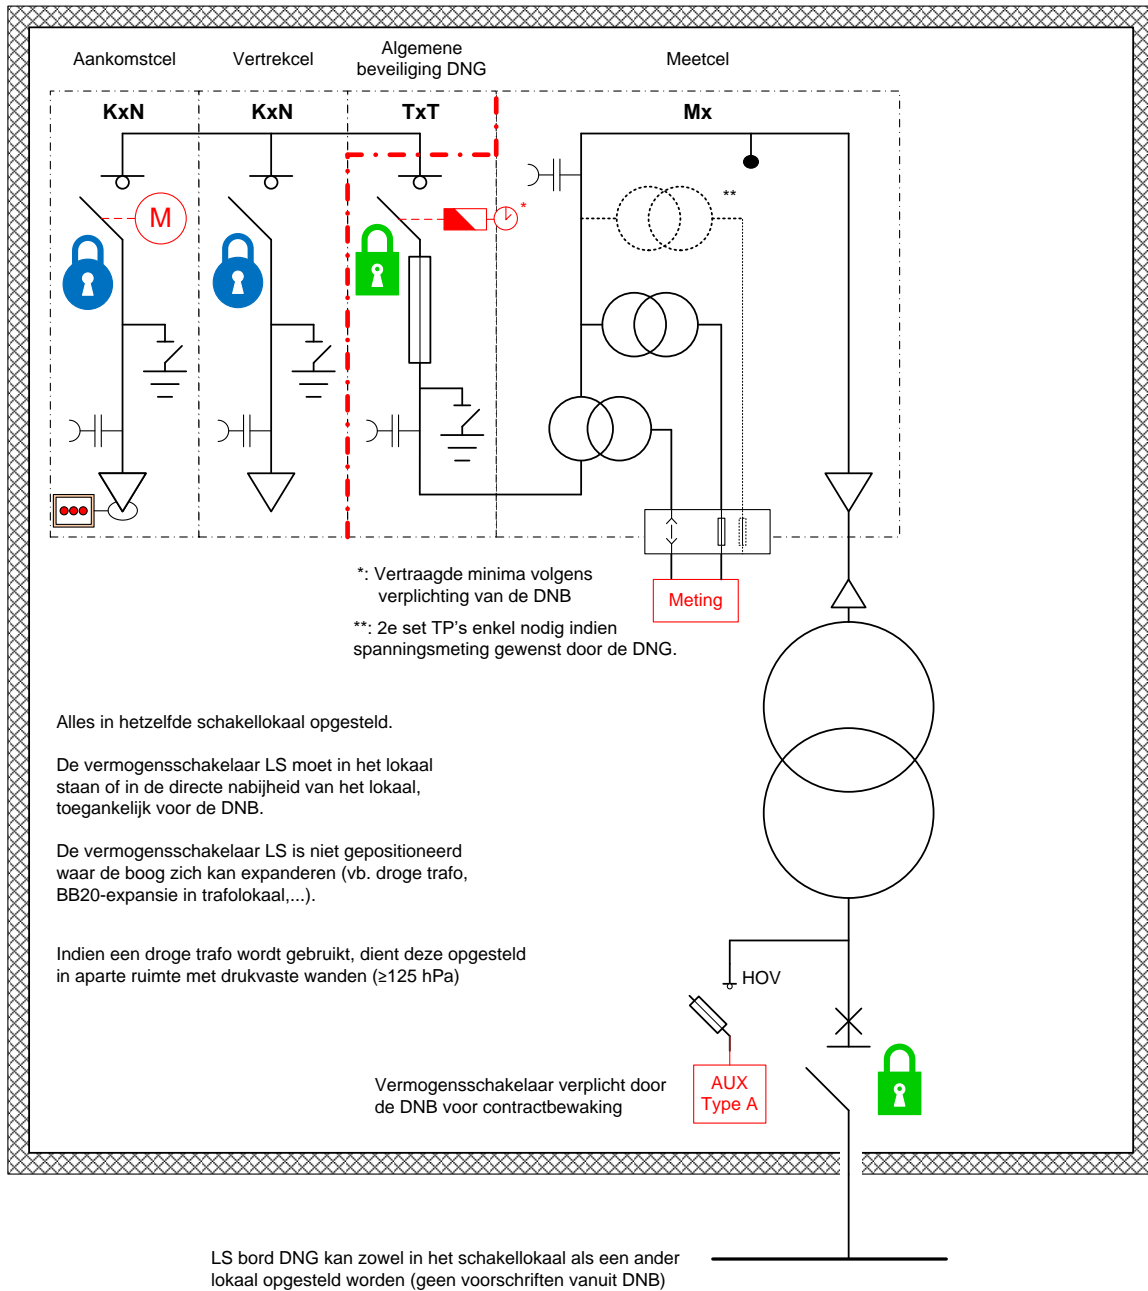 Aankomstcel
Vertrekcel
Algemene
beveiliging DNG
Meetcel
KxN
KxN
TxT
Mx
M
*
**
*: Vertraagde minima volgens
verplichting van de DNB
**: 2e set TP's enkel nodig indien
spanningsmeting gewenst door de DNG.
Meting
Alles in hetzelfde schakellokaal opgesteld.
De vermogensschakelaar LS moet in het lokaal
staan of in de directe nabijheid van het lokaal,
toegankelijk voor de DNB.
De vermogensschakelaar LS is niet gepositioneerd
waar de boog zich kan expanderen (vb. droge trafo,
BB20-expansie in trafolokaal,...).
Indien een droge trafo wordt gebruikt, dient deze opgesteld
in aparte ruimte met drukvaste wanden (≥125 hPa)
HOV
Vermogensschakelaar verplicht door
de DNB voor contractbewaking
AUX
Type A
LS bord DNG kan zowel in het schakellokaal als een ander
lokaal opgesteld worden (geen voorschriften vanuit DNB)